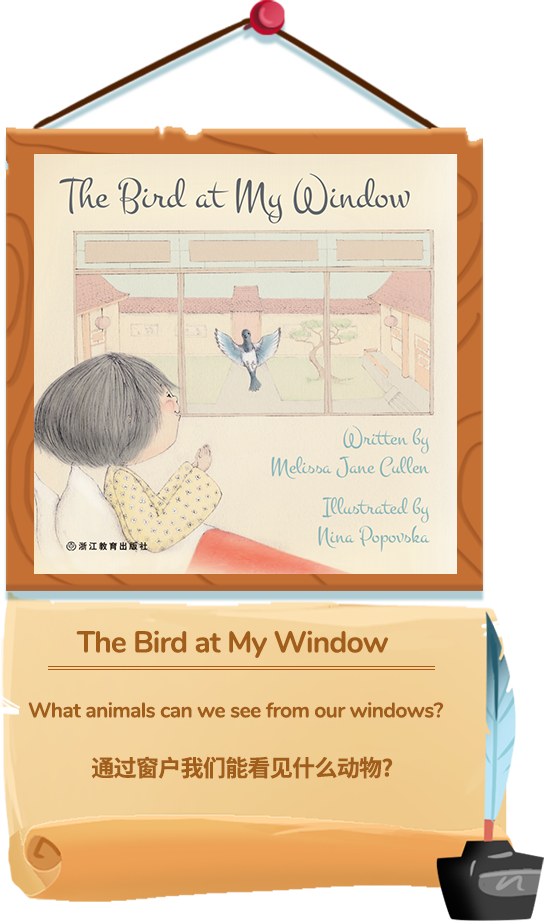 The Bird at My Window
Written by
Melissa Jane Cullen
Illustrated by
Nina Popovska
浙江教育出版社
The Bird at My Window
What animals can we see from our windows?
通过窗户我们能看见什么动物?